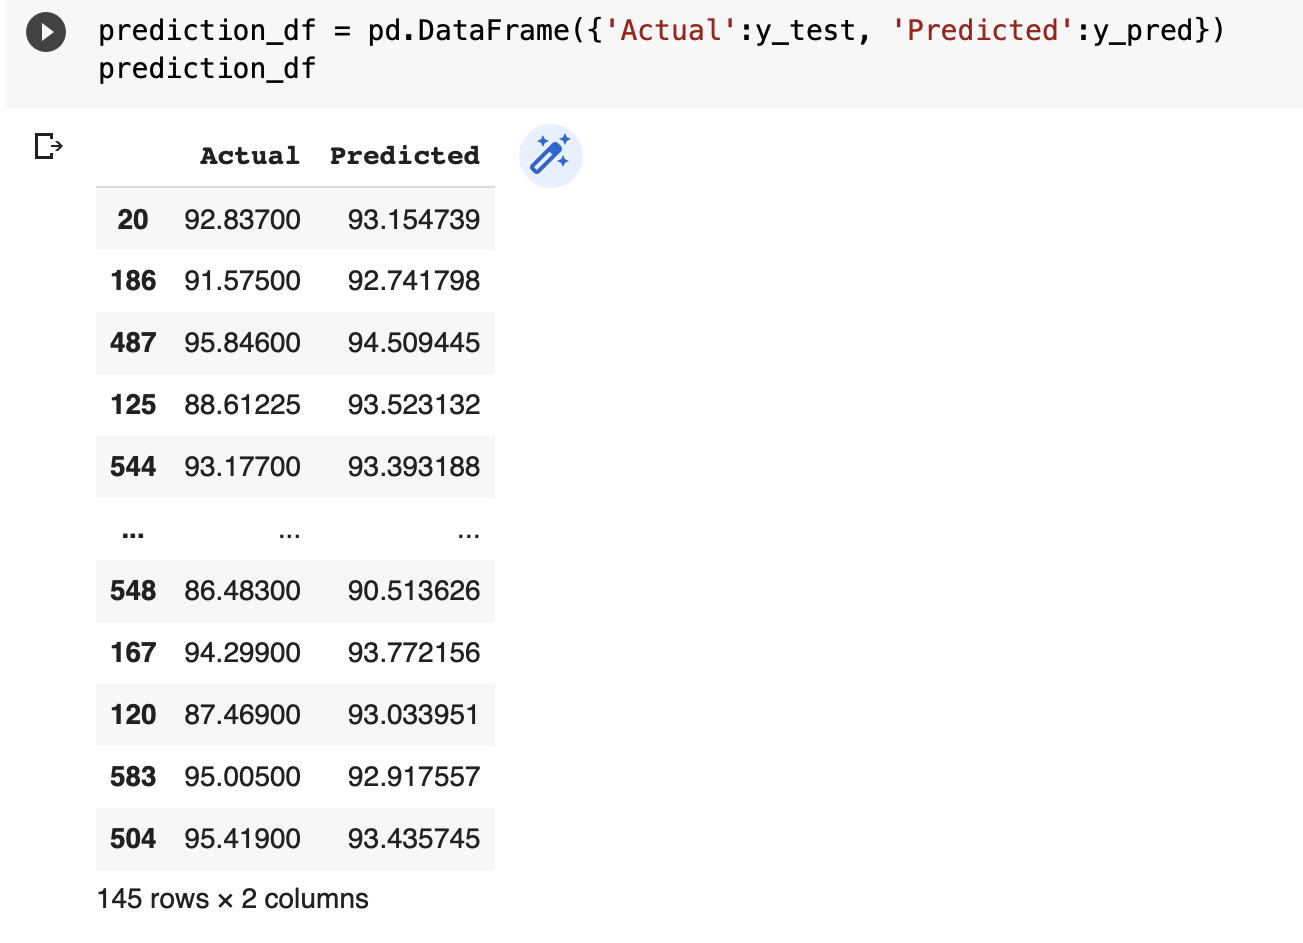 prediction_df = pd.DataFrame({'Actual':y_test, 'Predicted':y_pred})
prediction_df
Actual Predicted
20 92.83700 93.154739
186 91.57500 92.741798
487 95.84600 94.509445
125 88.61225 93.523132
544 93.17700 93.393188
... ... ...
548 86.48300 90.513626
167 94.29900 93.772156
120 87.46900 93.033951
583 95.00500 92.917557
504 95.41900 93.435745
145 rows × 2 columns